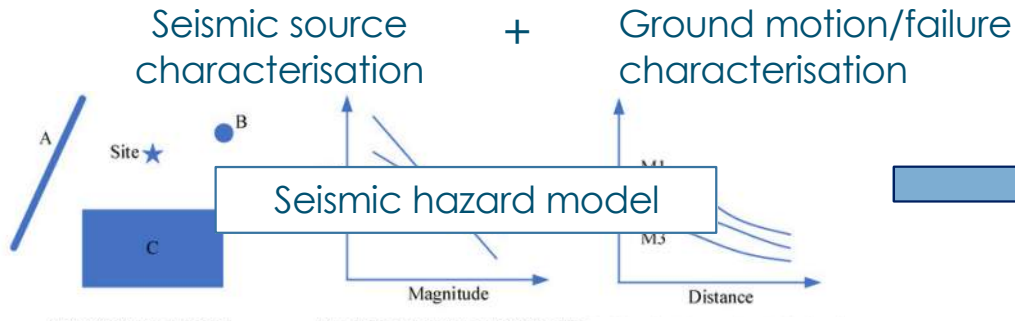 Seismic source
characterisation
+
Ground motion/failure
characterisation
A
Site
B
C
Seismic hazard model
Magnitude
M1
M3
Distance